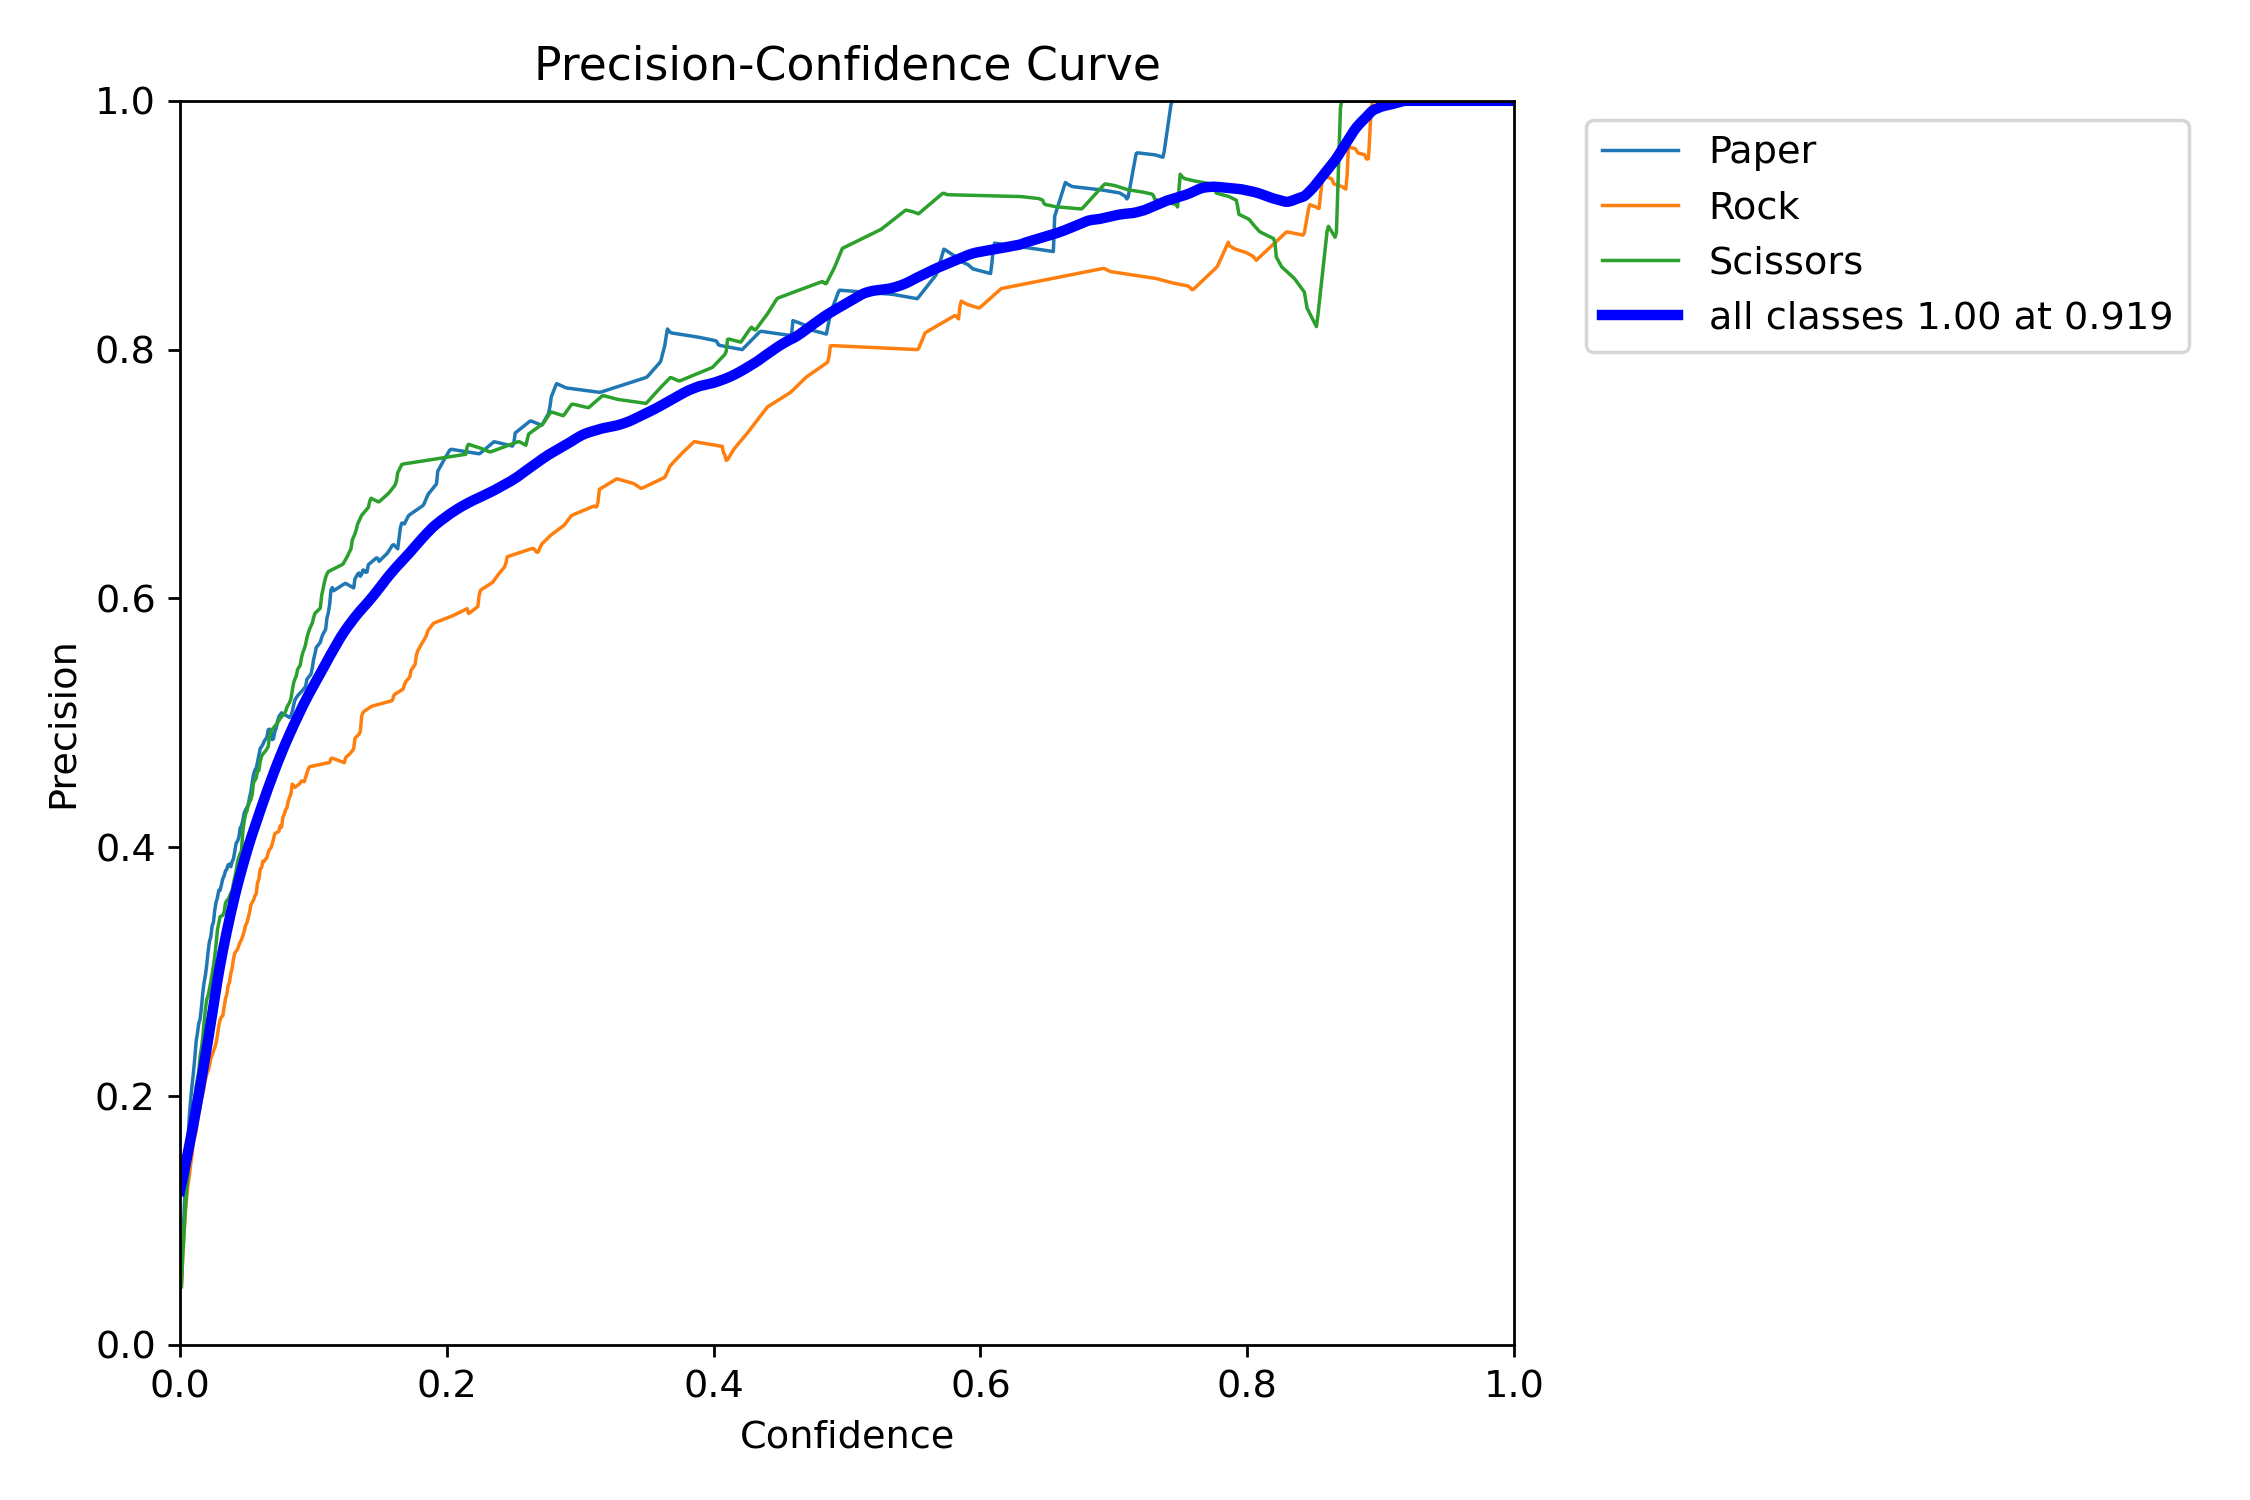 Precision-Confidence Curve
1.0
0.8
0.6
0.4
0.2
0.0
Precision
0.0 0.2 0.4 0.6 0.8 1.0
Confidence
Paper
Rock
Scissors
all classes 1.00 at 0.919